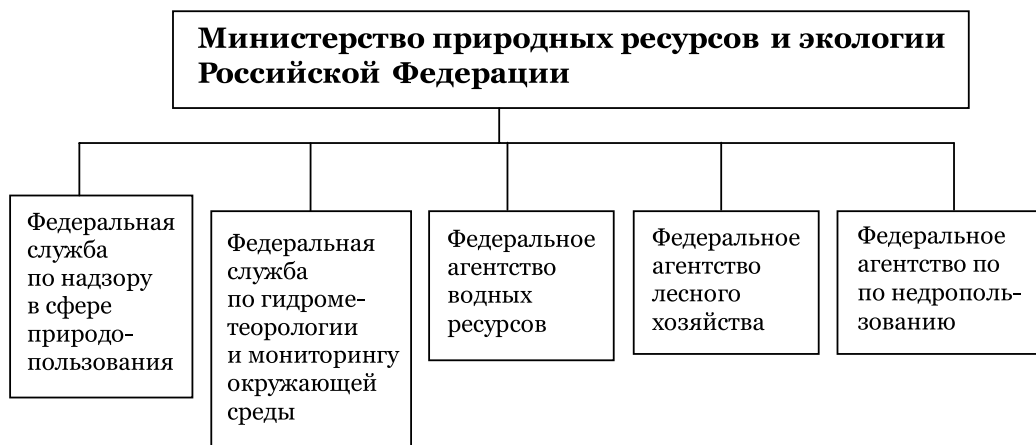 Министерство природных ресурсов и экологии
Российской Федерации
Федеральная
служба
по надзору
в сфере
природо-
пользования
Федеральная
служба
по гидроме-
теорологии
и мониторингу
окружающей
среды
Федеральное
агентство
водных
ресурсов
Федеральное
агентство
лесного
хозяйства
Федеральное
агентство по
по недрополь-
зованию